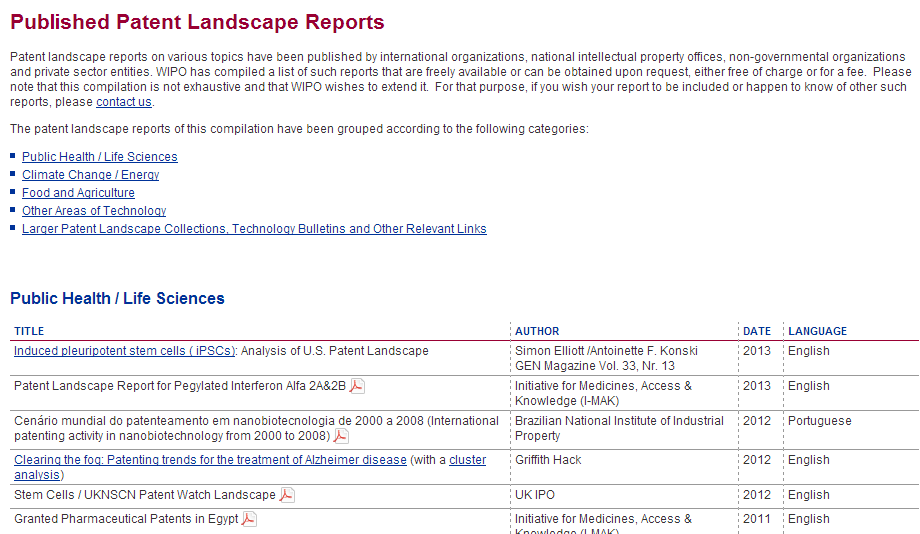 Published Patent Landscape Reports
Patent landscape reports on various topics have been published by international organizations, national intellectual property offices, non-governmental organizations
and private sector entities. WIPO has compiled a list of such reports that are freely available or can be obtained upon request, either free of charge or for a fee.  Please
note that this compilation is not exhaustive and that WIPO wishes to extend it.  For that purpose, if you wish your report to be included or happen to know of other such
reports, please contact us.
The patent landscape reports of this compilation have been grouped according to the following categories:
Public Health / Life Sciences
Climate Change / Energy
Food and Agriculture
Other Areas of Technology
Larger Patent Landscape Collections, Technology Bulletins and Other Relevant Links
Public Health / Life Sciences
TITLE AUTHOR DATE LANGUAGE
Induced pleuripotent stem cells ( iPSCs): Analysis of U.S. Patent Landscape Simon Elliott /Antoinette F. Konski 2013 English
GEN Magazine Vol. 33, Nr. 13
Patent Landscape Report for Pegylated Interferon Alfa 2A&2B Initiative for Medicines, Access & 2013 English
Knowledge (I-MAK)
Cenário mundial do patenteamento em nanobiotecnologia de 2000 a 2008 (International Brazilian National Institute of Industrial 2012 Portuguese
patenting activity in nanobiotechnology from 2000 to 2008) Property
Clearing the fog: Patenting trends for the treatment of Alzheimer disease (with a cluster Griffith Hack 2012 English
analysis)
Stem Cells / UKNSCN Patent Watch Landscape UK IPO 2012 English
Granted Pharmaceutical Patents in Egypt Initiative for Medicines, Access & 2011 English
Knowledge (I-MAK)